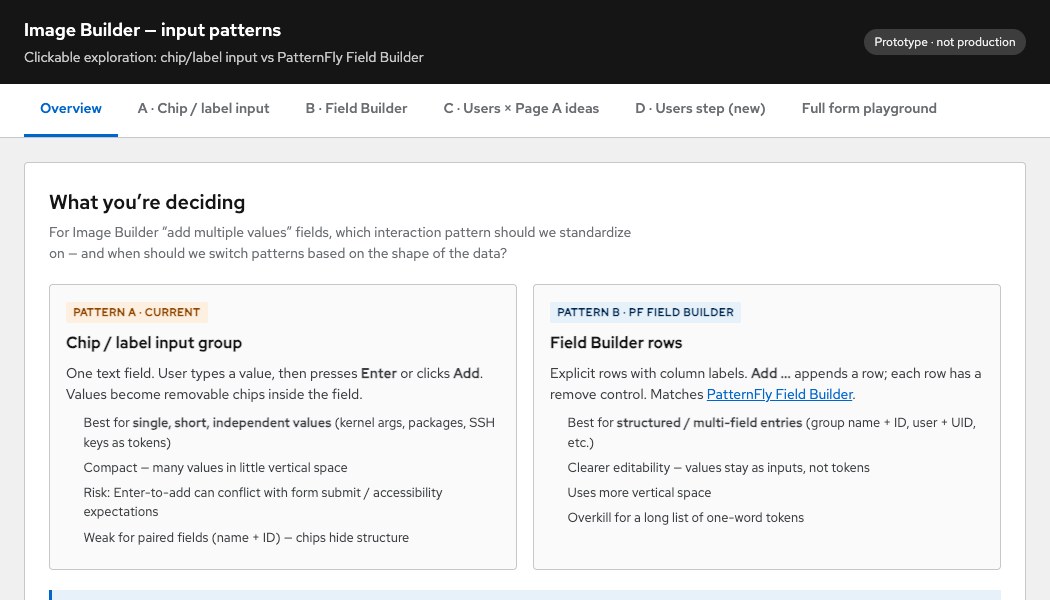 Image Builder — input patterns
Clickable exploration: chip/label input vs PatternFly Field Builder
Prototype · not production
Overview
A · Chip / label input
B · Field Builder
C · Users × Page A ideas
D · Users step (new)
Full form playground
What you’re deciding
For Image Builder “add multiple values” fields, which interaction pattern should we standardize
on — and when should we switch patterns based on the shape of the data?
PATTERN A · CURRENT
Chip / label input group
One text field. User types a value, then presses Enter or clicks Add.
Values become removable chips inside the field.
Best for single, short, independent values (kernel args, packages, SSH
keys as tokens)
Compact — many values in little vertical space
Risk: Enter-to-add can conflict with form submit / accessibility
expectations
Weak for paired fields (name + ID) — chips hide structure
PATTERN B · PF FIELD BUILDER
Field Builder rows
Explicit rows with column labels. Add … appends a row; each row has a
remove control. Matches PatternFly Field Builder.
Best for structured / multi-field entries (group name + ID, user + UID,
etc.)
Clearer editability — values stay as inputs, not tokens
Uses more vertical space
Overkill for a long list of one-word tokens